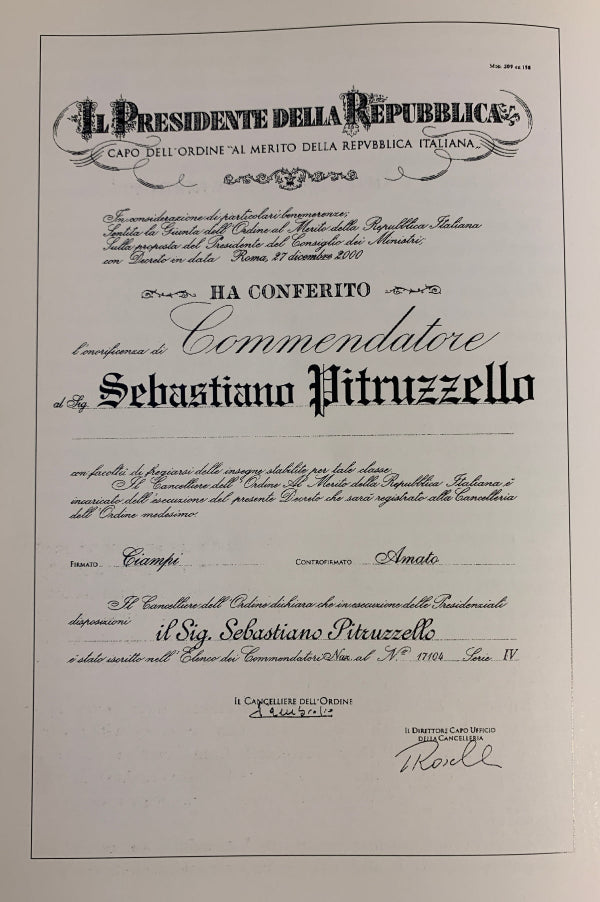 Mod. 209 ex 158
IL PRESIDENTE DELLA REPUBBLICA
CAPO DELL'ORDINE "AL MERITO DELLA REPVBBLICA ITALIANA"
In considerazione di particolari benemerenze;
Sentita la Giunta dell'Ordine al Merito della Repubblica Italiana
Sulla proposta del Presidente del Consiglio dei Ministri;
con Decreto in data Roma, 27 dicembre 2000
HA CONFERITO
l'onorificenza di Commendatore
al Sig. Sebastiano Pitruzzello
con facoltà di fregiarsi delle insegne stabilite per tale classe.
Il Cancelliere dell'Ordine Al Merito della Repubblica Italiana è
incaricato dell'esecuzione del presente Decreto che sarà registrato alla Cancelleria
dell'Ordine medesimo.
FIRMATO Ciampi CONTROFIRMATO Amato
Il Cancelliere dell'Ordine dichiara che in esecuzione delle Presidenziali
disposizioni il Sig. Sebastiano Pitruzzello
è stato iscritto nell'Elenco dei Commendatori Naz. al N.º 17104 Serie IV
IL CANCELLIERE DELL'ORDINE
IL DIRETTORE CAPO UFFICIO
DELLA CANCELLERIA